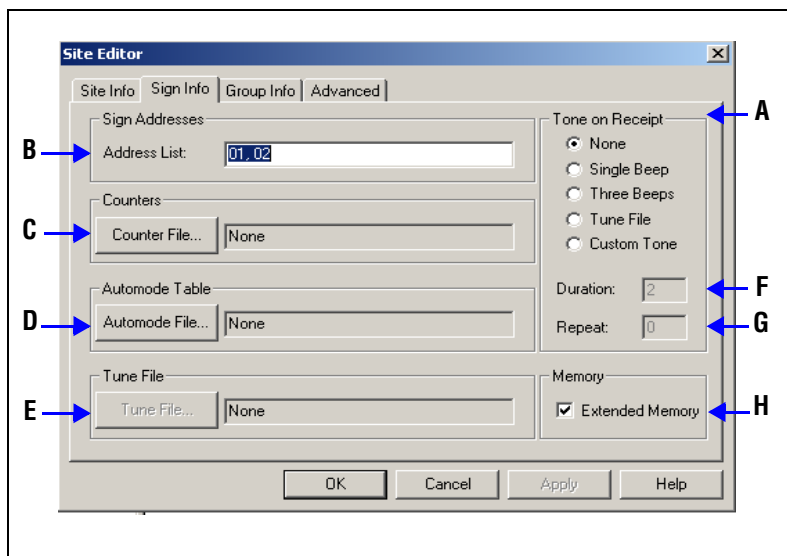 Site Editor
Site Info Sign Info Group Info Advanced
Sign Addresses
Tone on Receipt
A
None
B
Address List:
01, 02
Single Beep
Three Beeps
Counters
Tune File
C
Counter File...
None
Custom Tone
Automode Table
Duration:
2
F
D
Automode File...
None
Repeat:
0
G
Tune File
Memory
E
Tune File...
None
Extended Memory
H
OK Cancel Apply Help